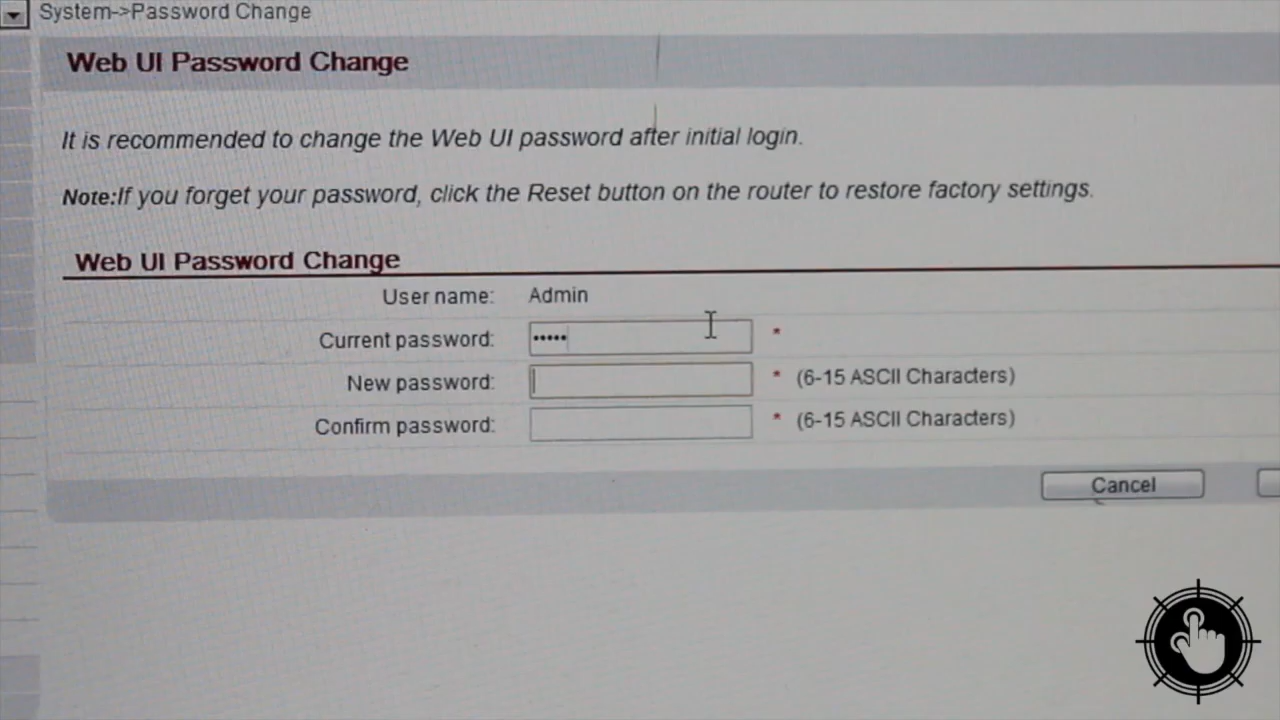 System->Password Change
Web UI Password Change
It is recommended to change the Web UI password after initial login.
Note:If you forget your password, click the Reset button on the router to restore factory settings.
Web UI Password Change
User name: Admin
Current password: ••••• *
New password: * (6-15 ASCII Characters)
Confirm password: * (6-15 ASCII Characters)
Cancel